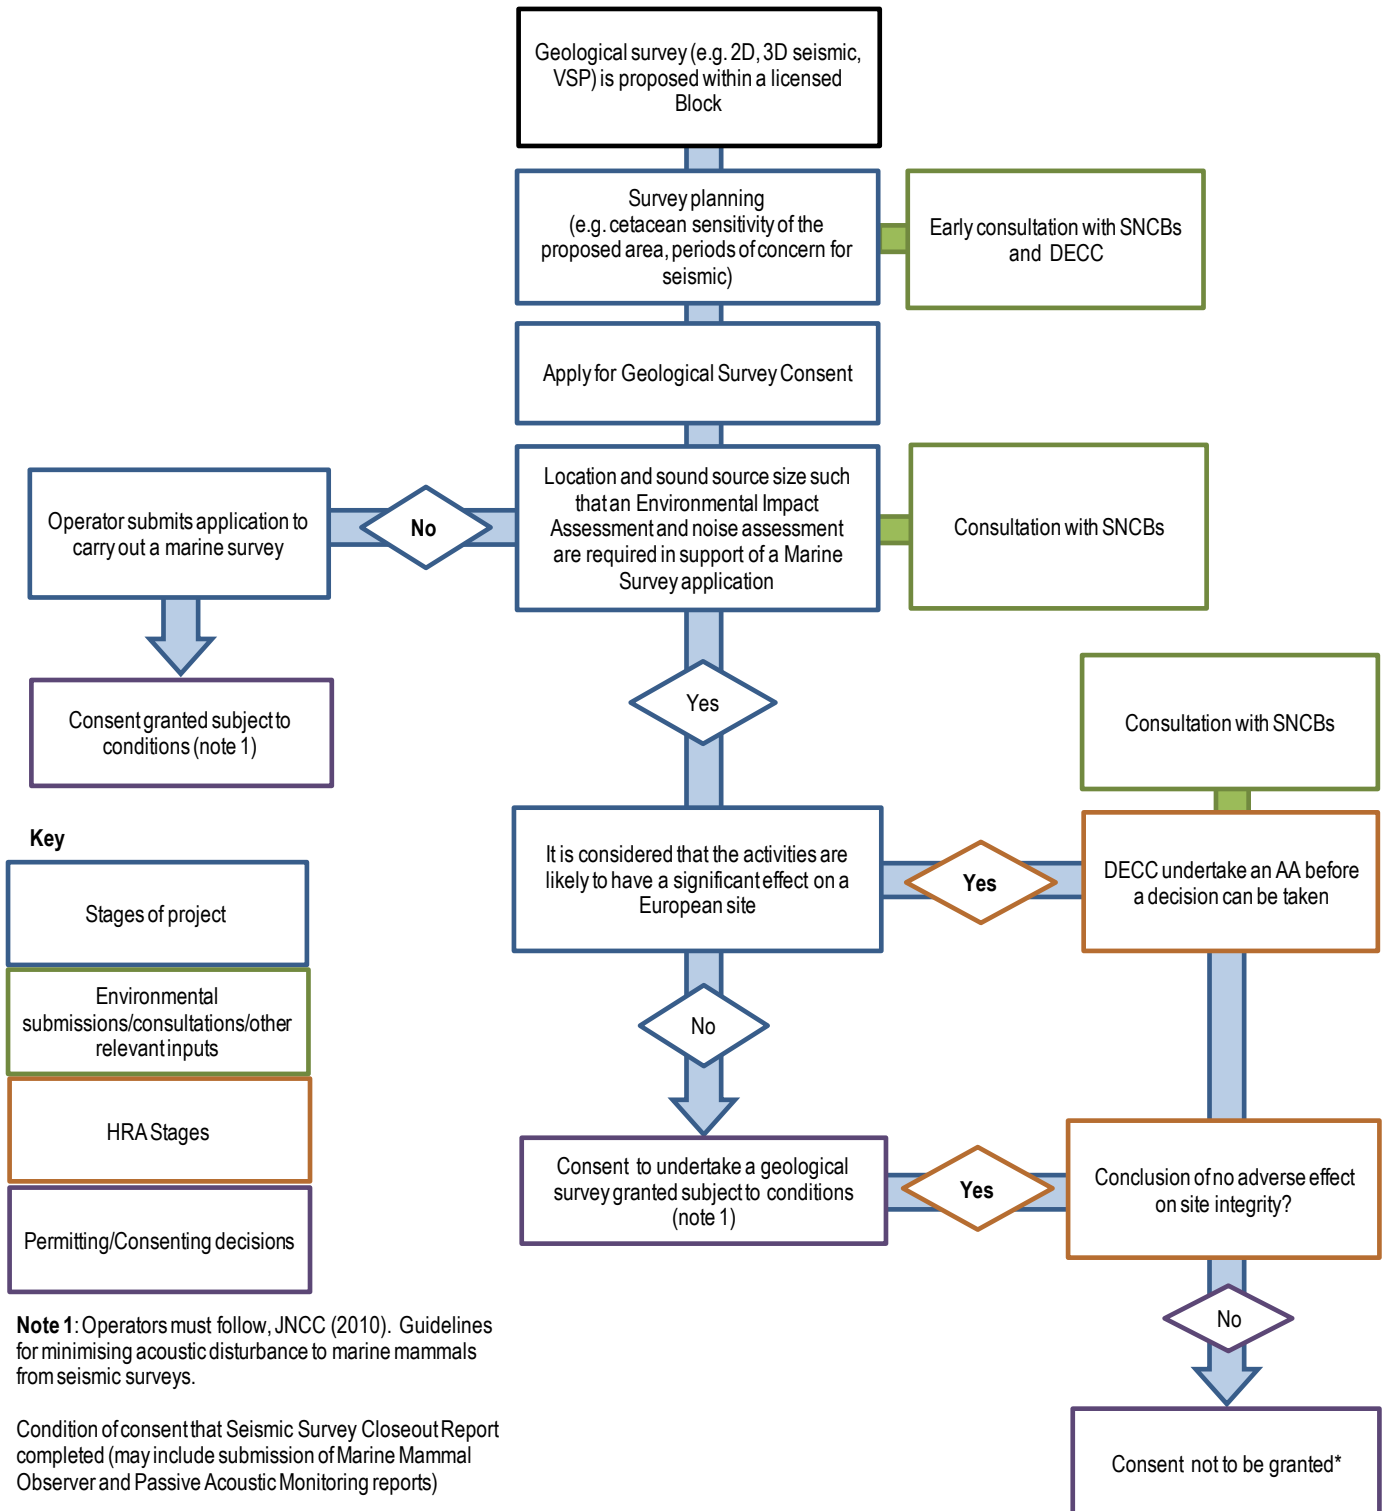 Geological survey (e.g. 2D, 3D seismic,
VSP) is proposed within a licensed
Block
Survey planning
(e.g. cetacean sensitivity of the
proposed area, periods of concern for
seismic)
Early consultation with SNCBs
and DECC
Apply for Geological Survey Consent
Location and sound source size such
that an Environmental Impact
Assessment and noise assessment
are required in support of a Marine
Survey application
Consultation with SNCBs
No
Operator submits application to
carry out a marine survey
Consent granted subject to
conditions (note 1)
Yes
Consultation with SNCBs
It is considered that the activities are
likely to have a significant effect on a
European site
Yes
DECC undertake an AA before
a decision can be taken
No
Consent to undertake a geological
survey granted subject to conditions
(note 1)
Yes
Conclusion of no adverse effect
on site integrity?
No
Consent not to be granted*
Key
Stages of project
Environmental
submissions/consultations/other
relevant inputs
HRA Stages
Permitting/Consenting decisions
Note 1: Operators must follow, JNCC (2010). Guidelines
for minimising acoustic disturbance to marine mammals
from seismic surveys.
Condition of consent that Seismic Survey Closeout Report
completed (may include submission of Marine Mammal
Observer and Passive Acoustic Monitoring reports)